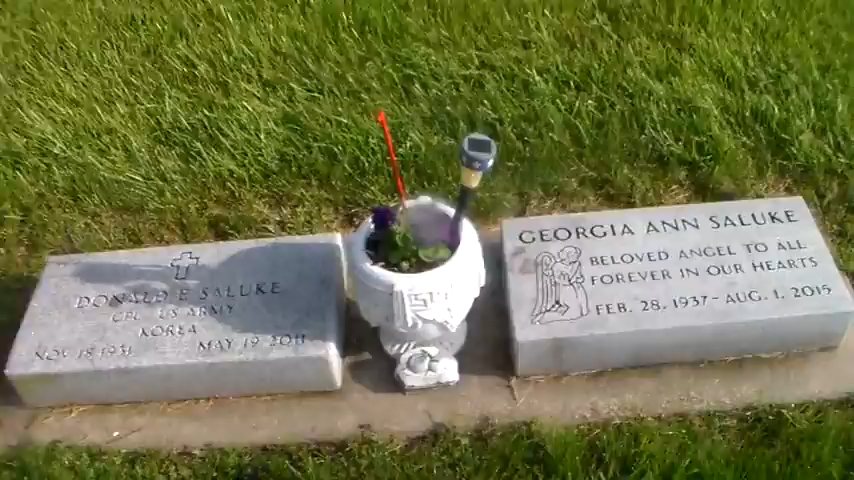 DONALD E SALUKE
CPL US ARMY
KOREA
NOV 18 1931 MAY 19 2011
GEORGIA ANN SALUKE
BELOVED ANGEL TO ALL
FOREVER IN OUR HEARTS
FEB. 28. 1937 - AUG. 1. 2015